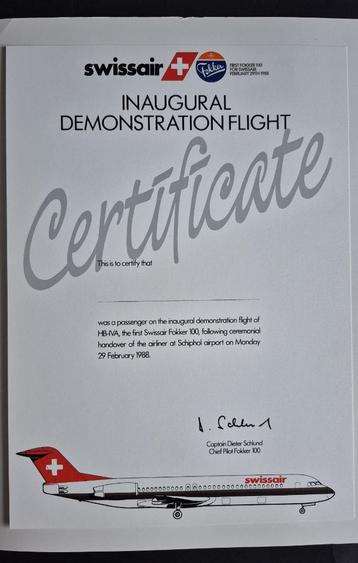 swissair Fokker FIRST FOKKER 100
FOR SWISSAIR
FEBRUARY 29TH 1988
INAUGURAL
DEMONSTRATION FLIGHT
Certificate
This is to certify that
was a passenger on the inaugural demonstration flight of
HB-IVA, the first Swissair Fokker 100, following ceremonial
handover of the airliner at Schiphol airport on Monday
29 February 1988.
D. Schlund
Captain Dieter Schlund
Chief Pilot Fokker 100
swissair